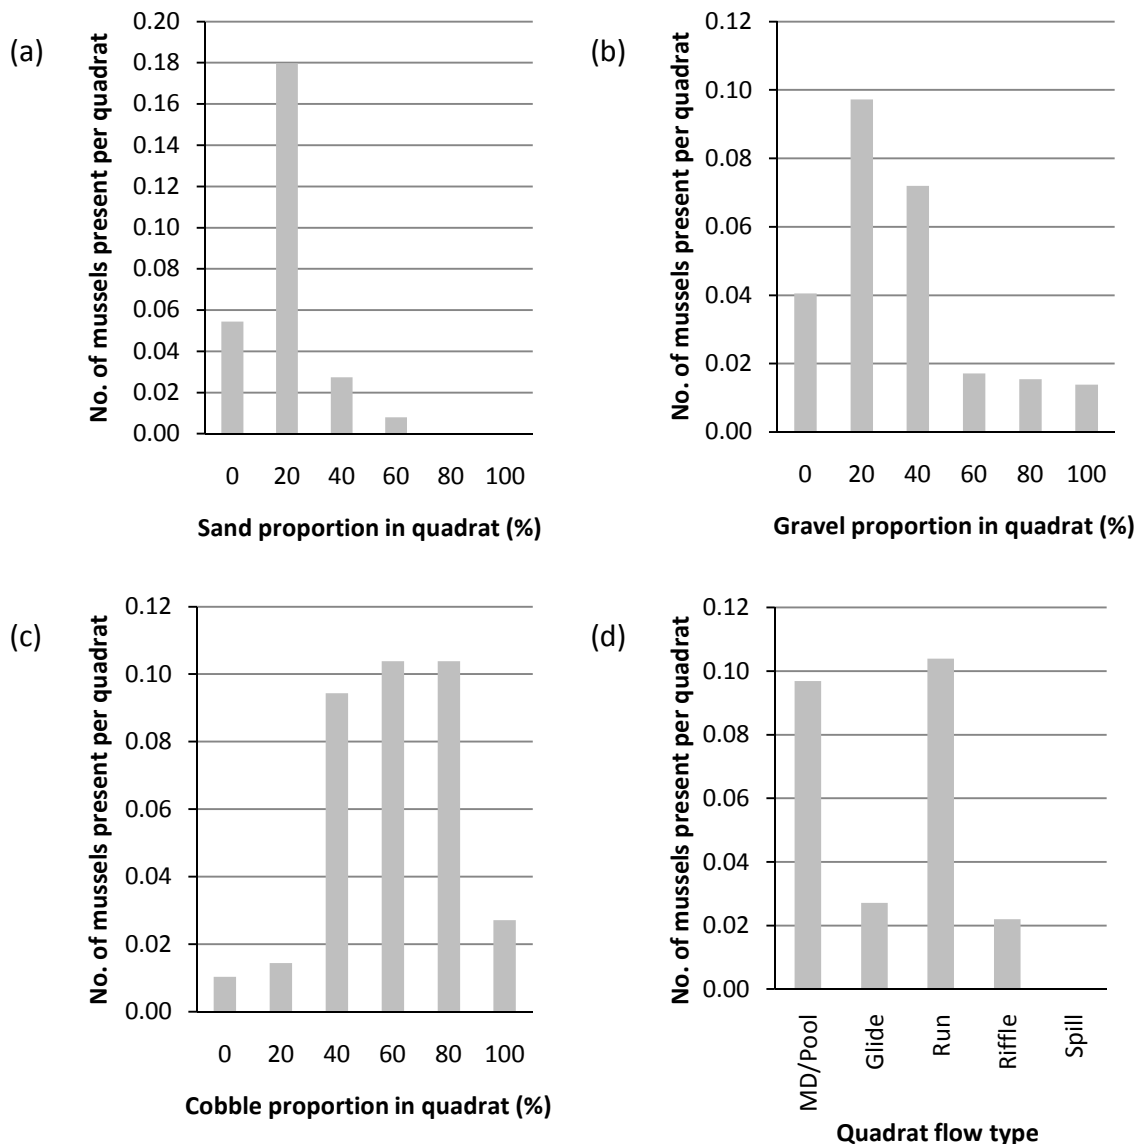 (a)
No. of mussels present per quadrat
0.20
0.18
0.16
0.14
0.12
0.10
0.08
0.06
0.04
0.02
0.00
0 20 40 60 80 100
Sand proportion in quadrat (%)
(b)
No. of mussels present per quadrat
0.12
0.10
0.08
0.06
0.04
0.02
0.00
0 20 40 60 80 100
Gravel proportion in quadrat (%)
(c)
No. of mussels present per quadrat
0.12
0.10
0.08
0.06
0.04
0.02
0.00
0 20 40 60 80 100
Cobble proportion in quadrat (%)
(d)
No. of mussels present per quadrat
0.12
0.10
0.08
0.06
0.04
0.02
0.00
MD/Pool
Glide
Run
Riffle
Spill
Quadrat flow type